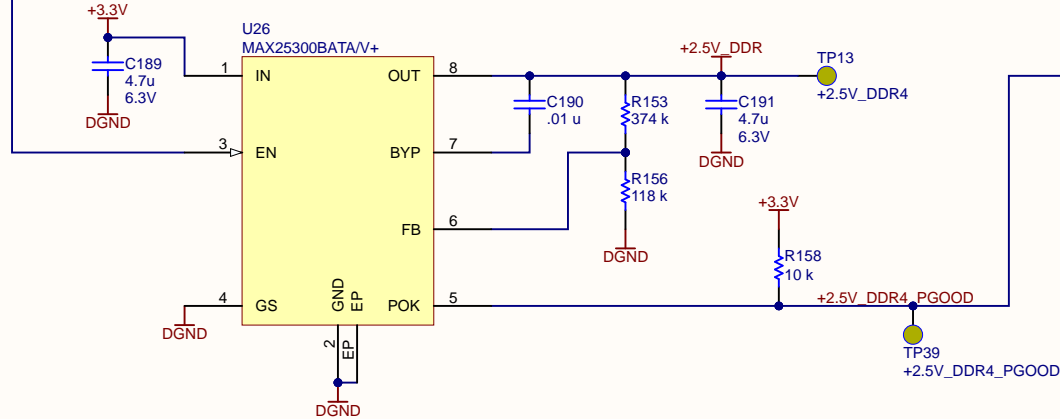 +3.3V
U26
MAX25300BATA/V+
C189
4.7u
6.3V
DGND
1
IN
OUT
8
+2.5V_DDR
TP13
+2.5V_DDR4
C190
.01 u
R153
374 k
C191
4.7u
6.3V
DGND
3
EN
BYP
7
R156
118 k
FB
6
DGND
+3.3V
R158
10 k
4
GS
GND
EP
POK
5
+2.5V_DDR4_PGOOD
DGND
2
EP
TP39
+2.5V_DDR4_PGOOD
DGND